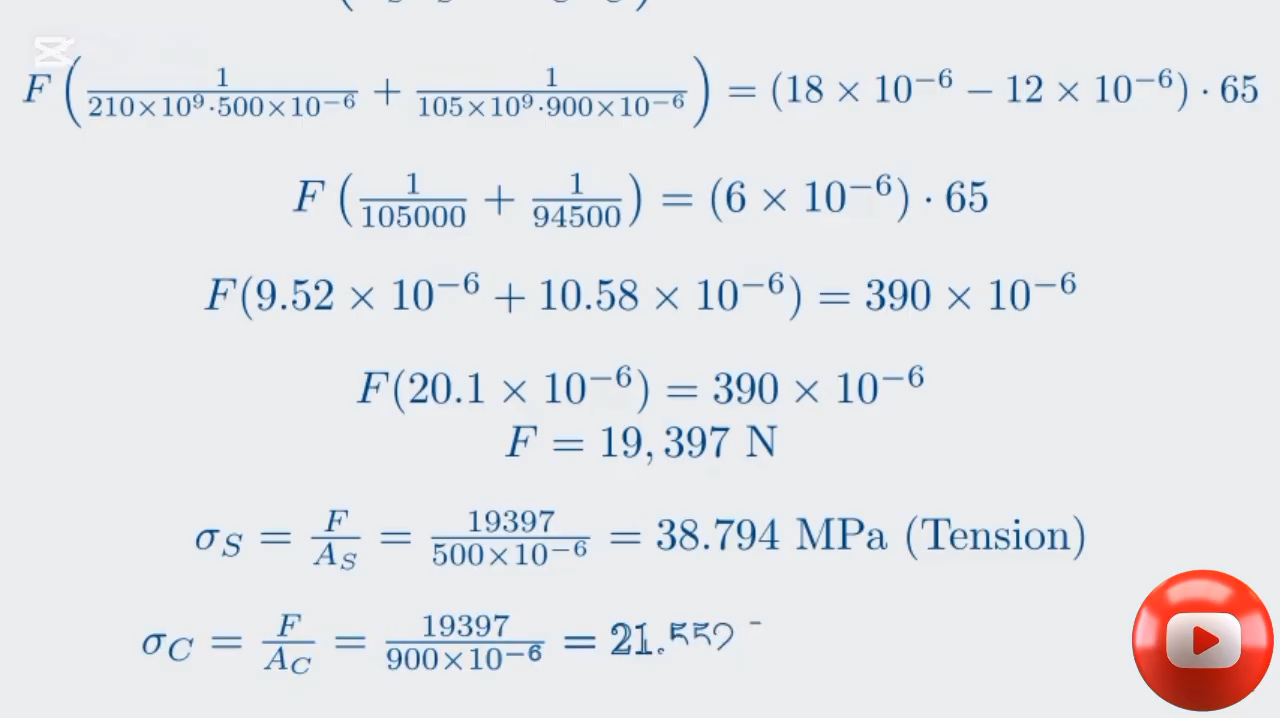 F ( 1 / 210×10⁹·500×10⁻⁶ + 1 / 105×10⁹·900×10⁻⁶ ) = (18 × 10⁻⁶ − 12 × 10⁻⁶) · 65
F ( 1 / 105000 + 1 / 94500 ) = (6 × 10⁻⁶) · 65
F(9.52 × 10⁻⁶ + 10.58 × 10⁻⁶) = 390 × 10⁻⁶
F(20.1 × 10⁻⁶) = 390 × 10⁻⁶
F = 19,397 N
σ_S = F / A_S = 19397 / 500×10⁻⁶ = 38.794 MPa (Tension)
σ_C = F / A_C = 19397 / 900×10⁻⁶ = 21.552